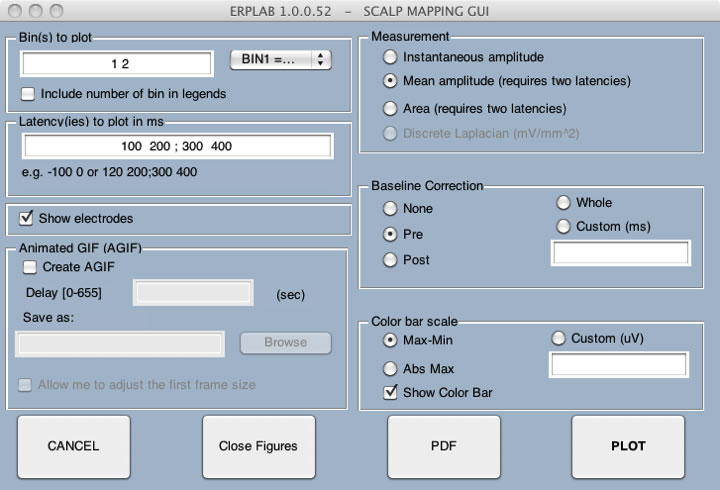 ERPLAB 1.0.0.52 - SCALP MAPPING GUI
Bin(s) to plot
1 2
BIN1 =...
Include number of bin in legends
Latency(ies) to plot in ms
100 200 ; 300 400
e.g. -100 0 or 120 200;300 400
Show electrodes
Animated GIF (AGIF)
Create AGIF
Delay [0-655]
(sec)
Save as:
Browse
Allow me to adjust the first frame size
Measurement
Instantaneous amplitude
Mean amplitude (requires two latencies)
Area (requires two latencies)
Discrete Laplacian (mV/mm^2)
Baseline Correction
None
Whole
Pre
Custom (ms)
Post
Color bar scale
Max-Min
Custom (uV)
Abs Max
Show Color Bar
CANCEL
Close Figures
PDF
PLOT